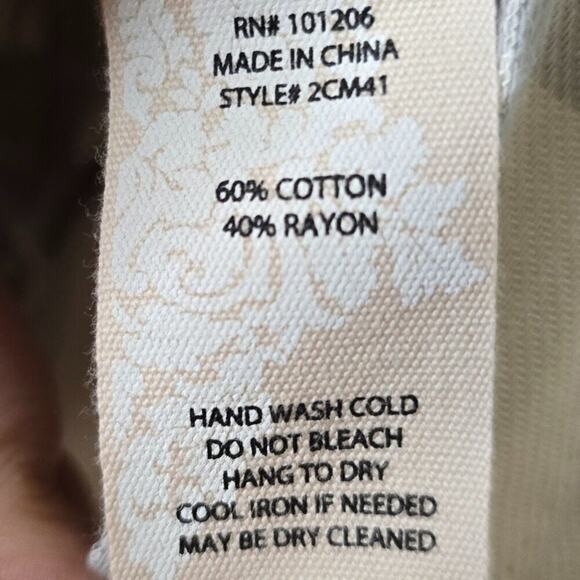 RN# 101206
MADE IN CHINA
STYLE# 2CM41
60% COTTON
40% RAYON
HAND WASH COLD
DO NOT BLEACH
HANG TO DRY
COOL IRON IF NEEDED
MAY BE DRY CLEANED